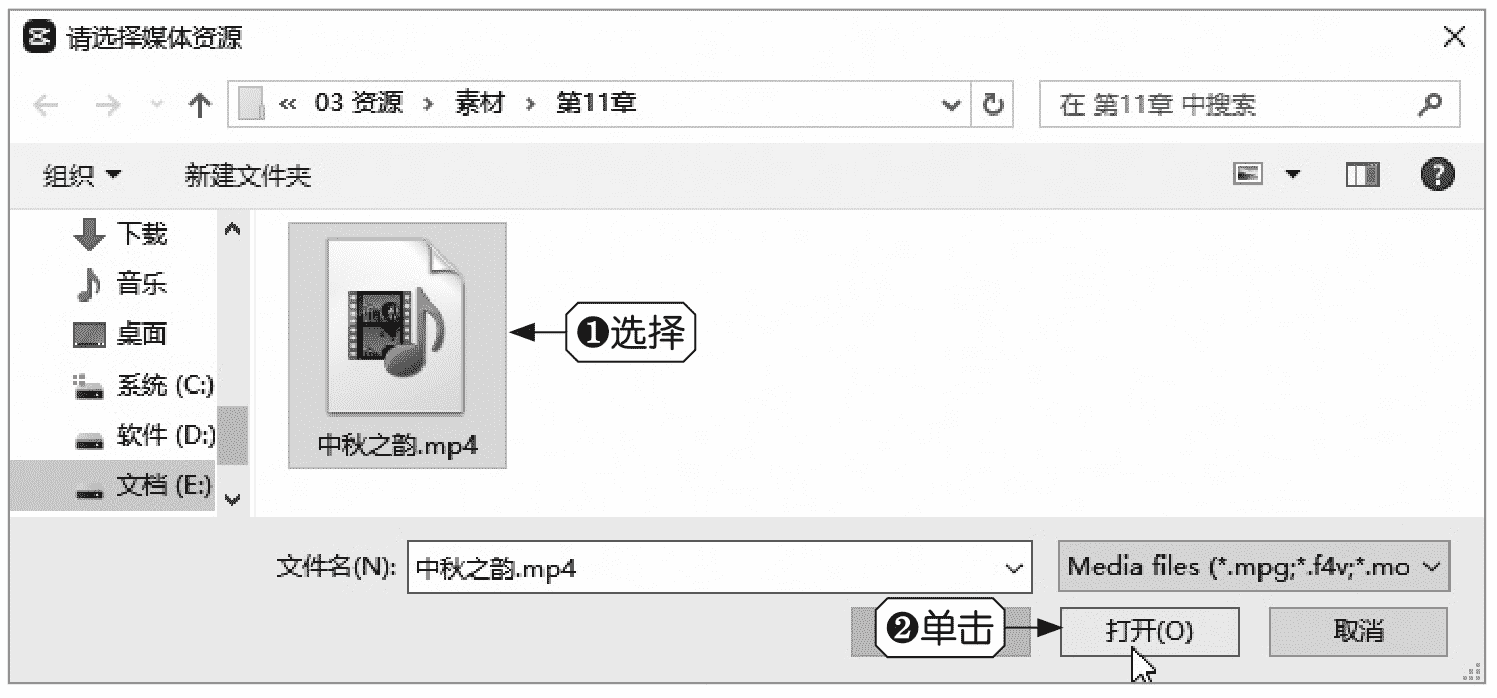 请选择媒体资源
« 03 资源 › 素材 › 第11章
在 第11章 中搜索
组织 新建文件夹
下载
音乐
桌面
系统 (C:)
软件 (D:)
文档 (E:)
中秋之韵.mp4
❶选择
文件名(N): 中秋之韵.mp4
Media files (*.mpg;*.f4v;*.mo
❷单击
打开(O)
取消